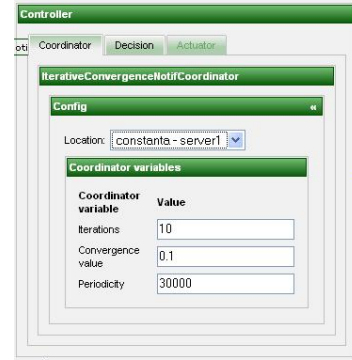 Controller
oti Coordinator Decision Actuator
IterativeConvergenceNotifCoordinator
Config «
Location: constanta - server1
Coordinator variables
Coordinator variable Value
Iterations 10
Convergence value 0.1
Periodicity 30000